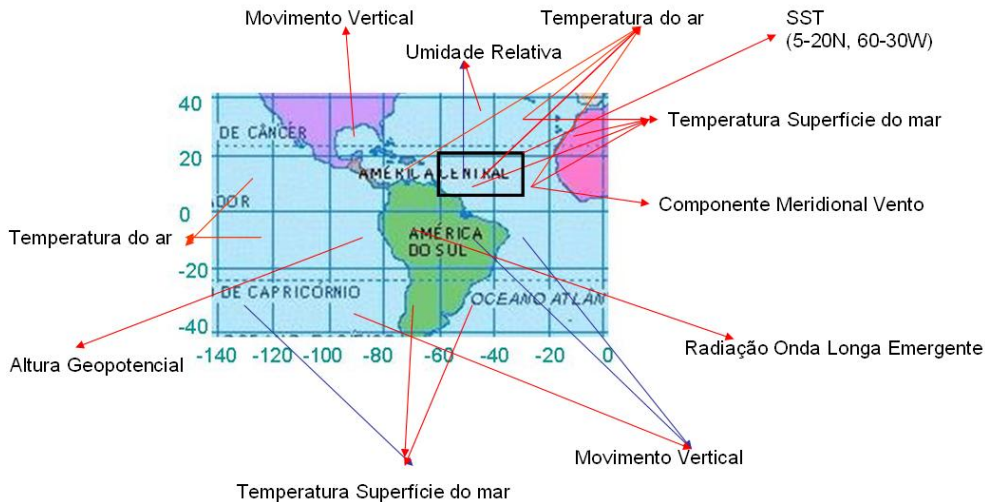 Movimento Vertical
Temperatura do ar
SST
(5-20N, 60-30W)
Umidade Relativa
40
DE CÂNCER
Temperatura Superfície do mar
20
AMÉRICA CENTRAL
Componente Meridional Vento
ADOR
0
Temperatura do ar
AMÉRICA
DO SUL
-20
DE CAPRICÓRNIO
OCEANO ATLÂN
-40
Radiação Onda Longa Emergente
Altura Geopotencial
-140 -120 -100 -80 -60 -40 -20 0
Movimento Vertical
Temperatura Superfície do mar